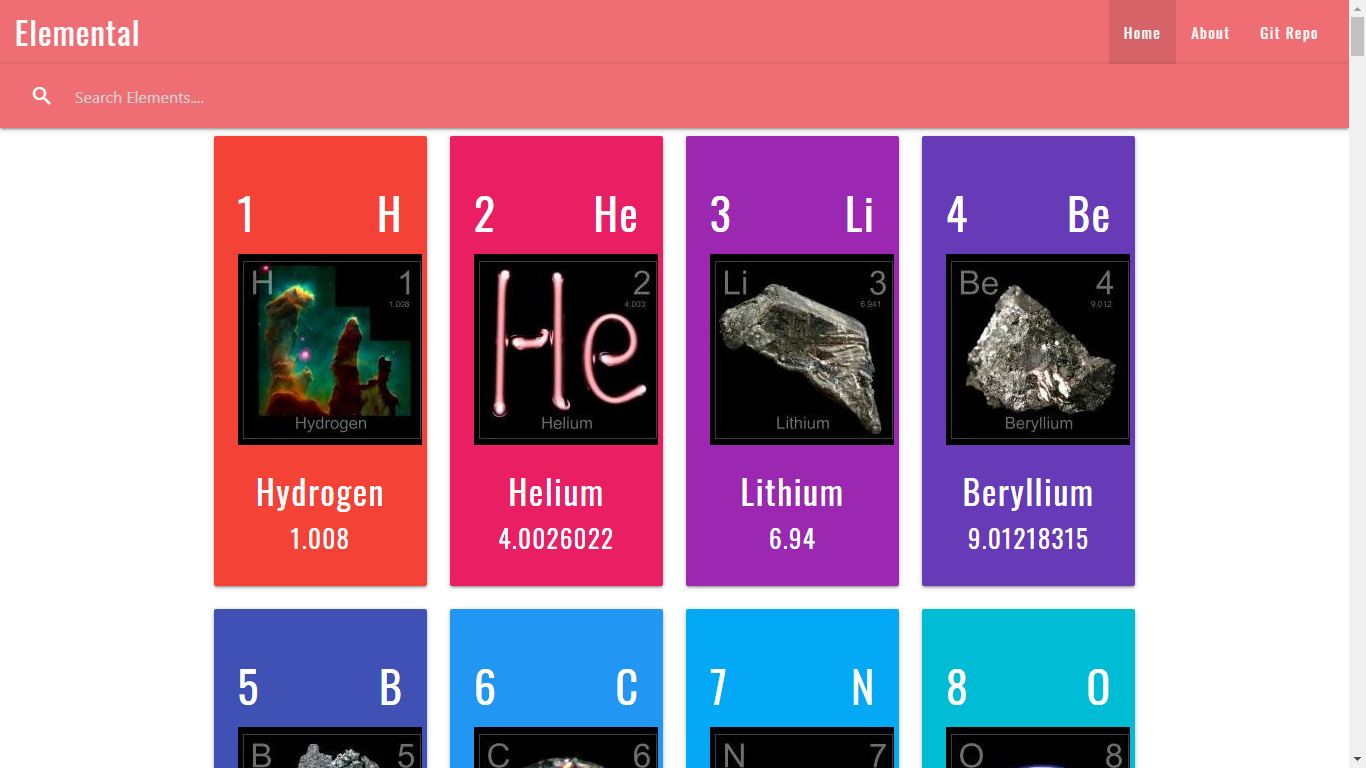 Elemental
Home About Git Repo
Search Elements....
1 H
H 1
1.008
Hydrogen
Hydrogen
1.008
2 He
2
4.003
He
Helium
Helium
4.0026022
3 Li
Li 3
6.941
Lithium
Lithium
6.94
4 Be
Be 4
9.012
Beryllium
Beryllium
9.01218315
5 B
B 5
6 C
C 6
7 N
N 7
8 O
O 8